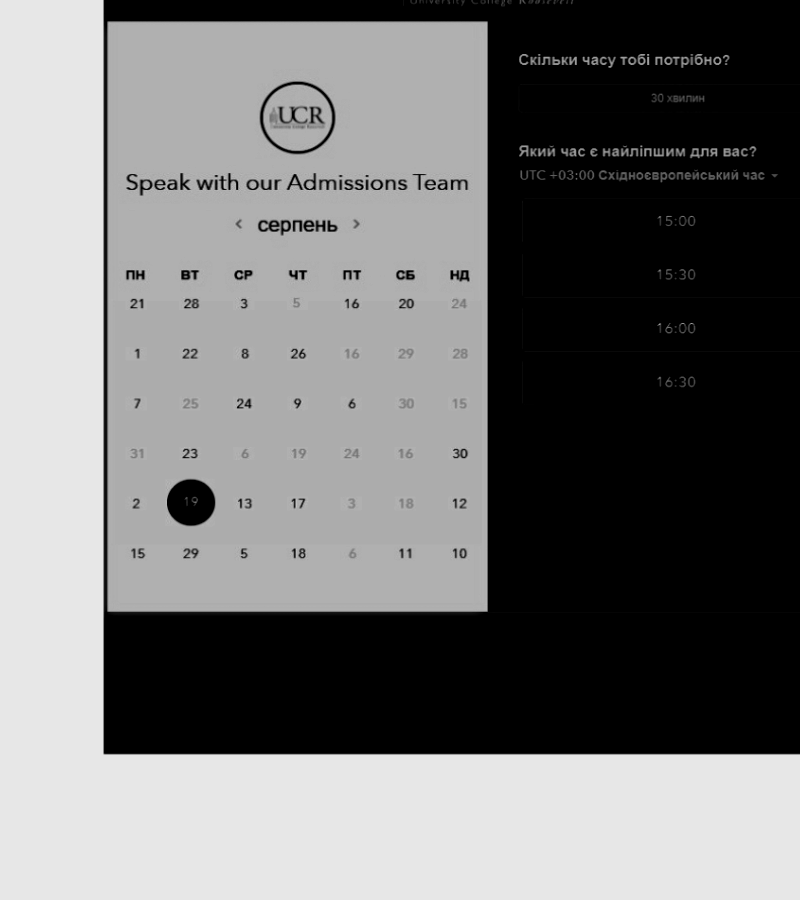 University College Roosevelt
UCR
Speak with our Admissions Team
< серпень >
ПН ВТ СР ЧТ ПТ СБ НД
21 28 3 5 16 20 24
1 22 8 26 16 29 28
7 25 24 9 6 30 15
31 23 6 19 24 16 30
2 19 13 17 3 18 12
15 29 5 18 6 11 10
Скільки часу тобі потрібно?
30 хвилин
Який час є найліпшим для вас?
UTC +03:00 Східноєвропейський час
15:00
15:30
16:00
16:30